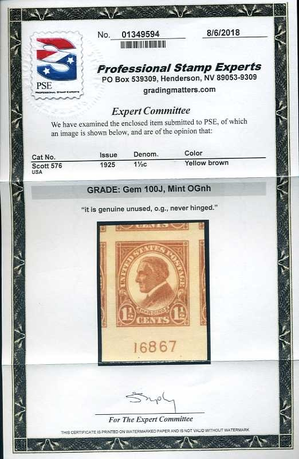 No. 01349594 8/6/2018
PSE
Professional Stamp Experts
PO Box 539309, Henderson, NV 89053-9309
gradingmatters.com
Expert Committee
We have examined the enclosed item submitted to PSE, of which
an image is shown below, and are of the opinion that:
Cat No. Issue Denom. Color
Scott 576 1925 1½c Yellow brown
USA
GRADE: Gem 100J, Mint OGnh
"it is genuine unused, o.g., never hinged."
UNITED STATES POSTAGE
1½ 1½
CENTS
16867
For The Expert Committee
THIS CERTIFICATE IS PRINTED ON WATERMARKED PAPER AND IS NOT VALID WITHOUT WATERMARK